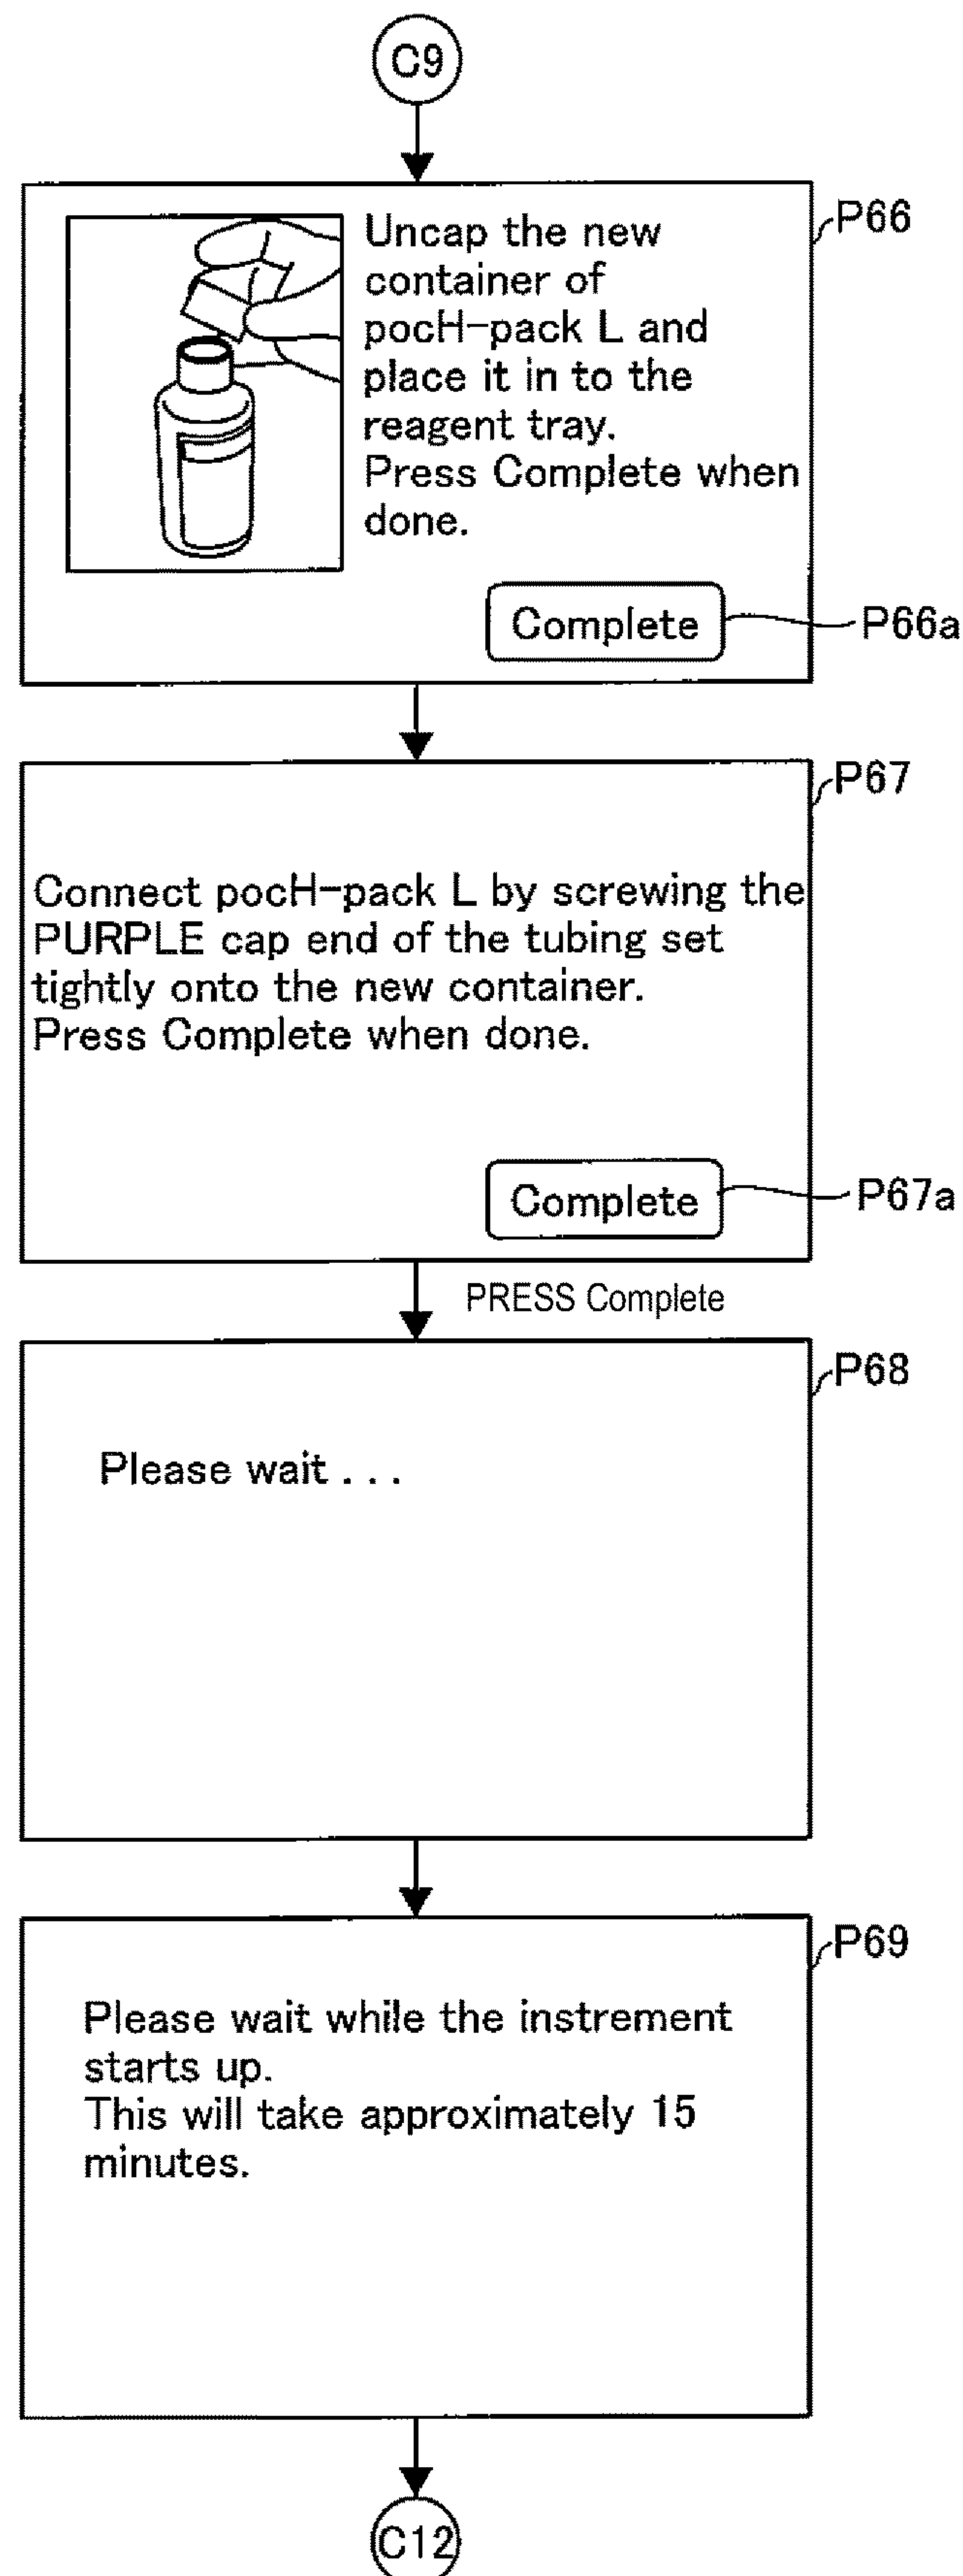 C9
P66
Uncap the new
container of
pocH-pack L and
place it in to the
reagent tray.
Press Complete when
done.
Complete
P66a
P67
Connect pocH-pack L by screwing the
PURPLE cap end of the tubing set
tightly onto the new container.
Press Complete when done.
Complete
P67a
PRESS Complete
P68
Please wait . . .
P69
Please wait while the instrement
starts up.
This will take approximately 15
minutes.
C12